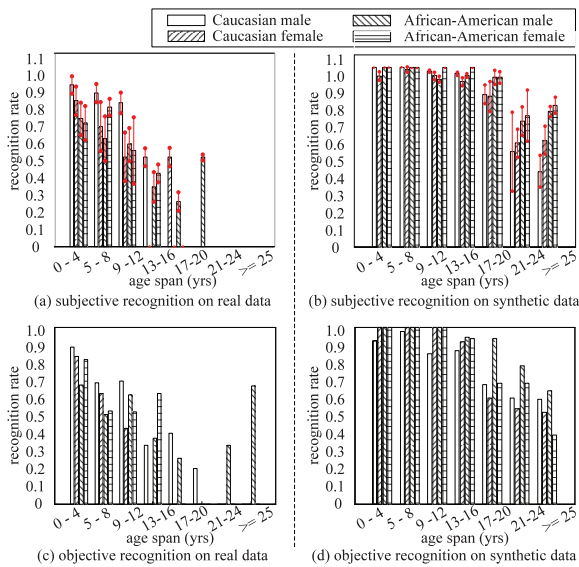 Caucasian male African-American male
Caucasian female African-American female
1.1
1.0
0.9
0.8
0.7
0.6
0.5
0.4
0.3
0.2
0.1
0
recognition rate
0 - 4 5 - 8 9 -12 13-16 17-20 21-24 >= 25
age span (yrs)
(a) subjective recognition on real data
1.1
1.0
0.9
0.8
0.7
0.6
0.5
0.4
0.3
0.2
0.1
0
recognition rate
0 - 4 5 - 8 9 -12 13-16 17-20 21-24 >= 25
age span (yrs)
(b) subjective recognition on synthetic data
1.0
0.9
0.8
0.7
0.6
0.5
0.4
0.3
0.2
0.1
0
recognition rate
0 - 4 5 - 8 9 -12 13-16 17-20 21-24 >= 25
age span (yrs)
(c) objective recognition on real data
1.0
0.9
0.8
0.7
0.6
0.5
0.4
0.3
0.2
0.1
0
recognition rate
0 - 4 5 - 8 9 -12 13-16 17-20 21-24 >= 25
age span (yrs)
(d) objective recognition on synthetic data